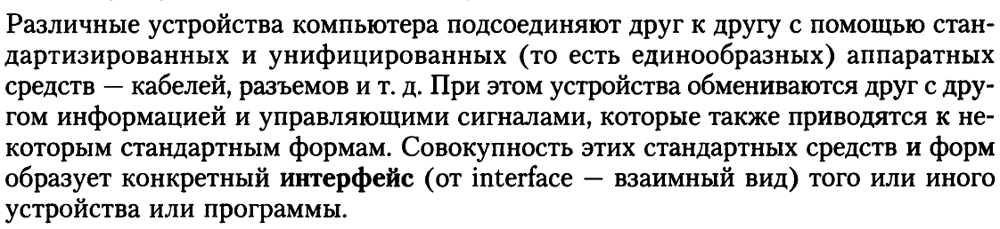 Различные устройства компьютера подсоединяют друг к другу с помощью стан-
дартизированных и унифицированных (то есть единообразных) аппаратных
средств — кабелей, разъемов и т. д. При этом устройства обмениваются друг с дру-
гом информацией и управляющими сигналами, которые также приводятся к не-
которым стандартным формам. Совокупность этих стандартных средств и форм
образует конкретный интерфейс (от interface — взаимный вид) того или иного
устройства или программы.